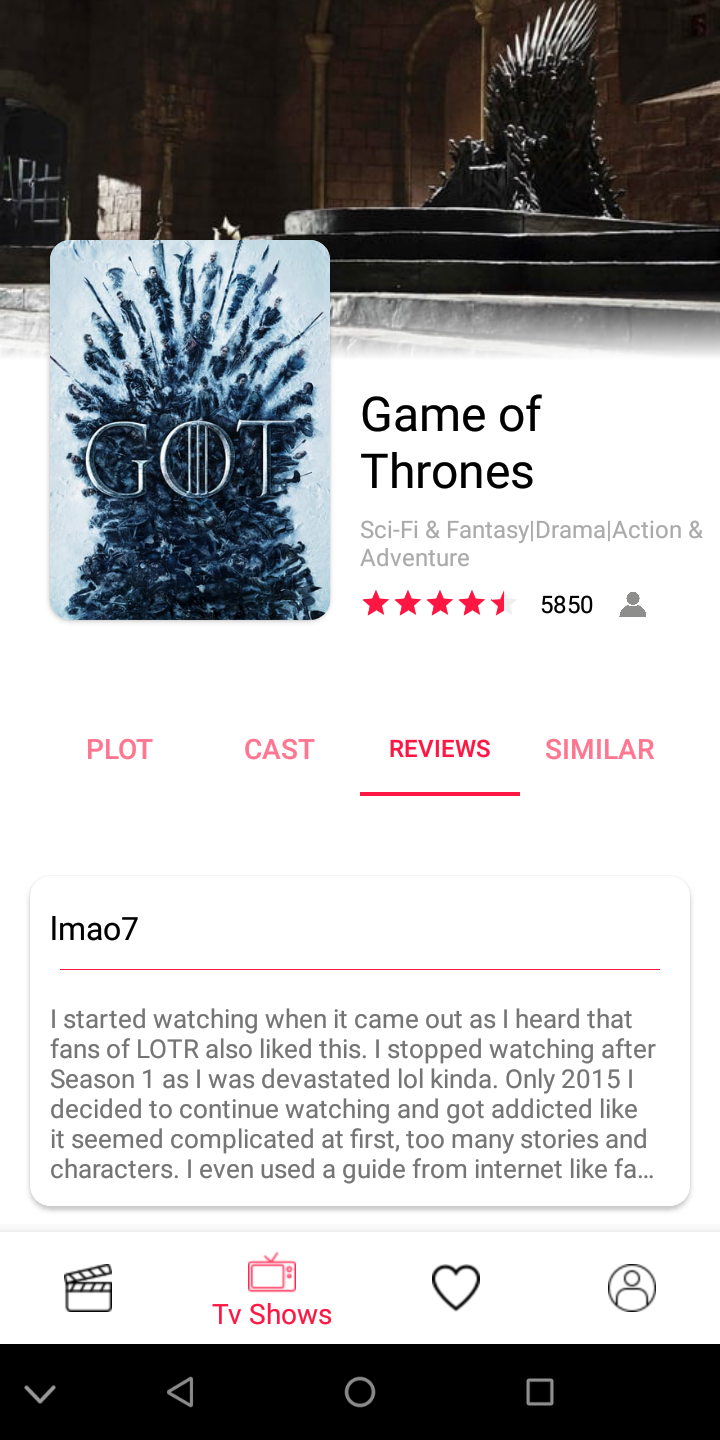 GOT
Game of
Thrones
Sci-Fi & Fantasy|Drama|Action &
Adventure
5850
PLOT
CAST
REVIEWS
SIMILAR
lmao7
I started watching when it came out as I heard that
fans of LOTR also liked this. I stopped watching after
Season 1 as I was devastated lol kinda. Only 2015 I
decided to continue watching and got addicted like
it seemed complicated at first, too many stories and
characters. I even used a guide from internet like fa…
Tv Shows